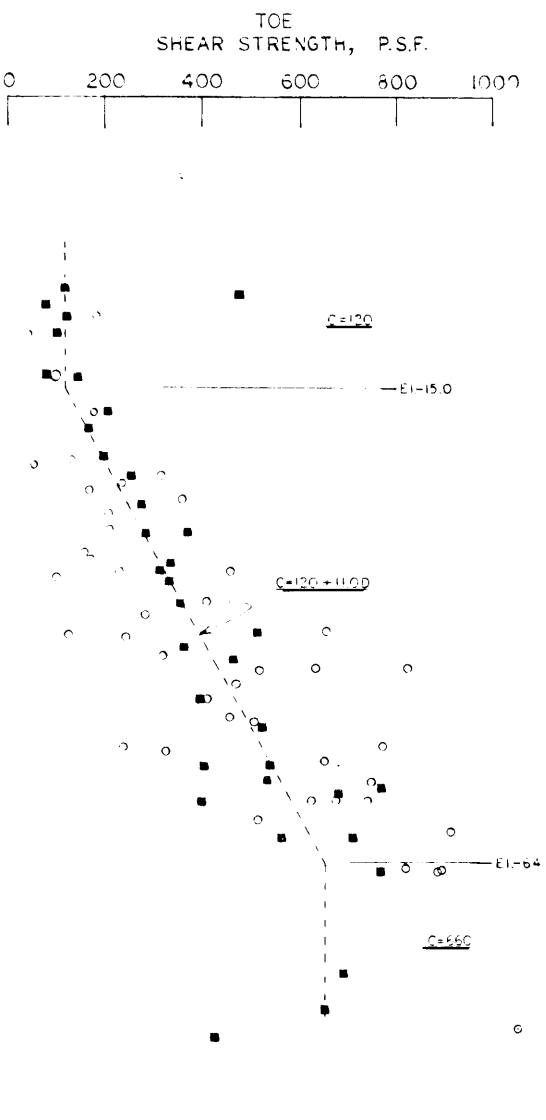 TOE
SHEAR STRENGTH, P.S.F.
0 200 400 600 800 1000
C=120
El.-15.0
C=120 + 11.0D
El.-64
C=660